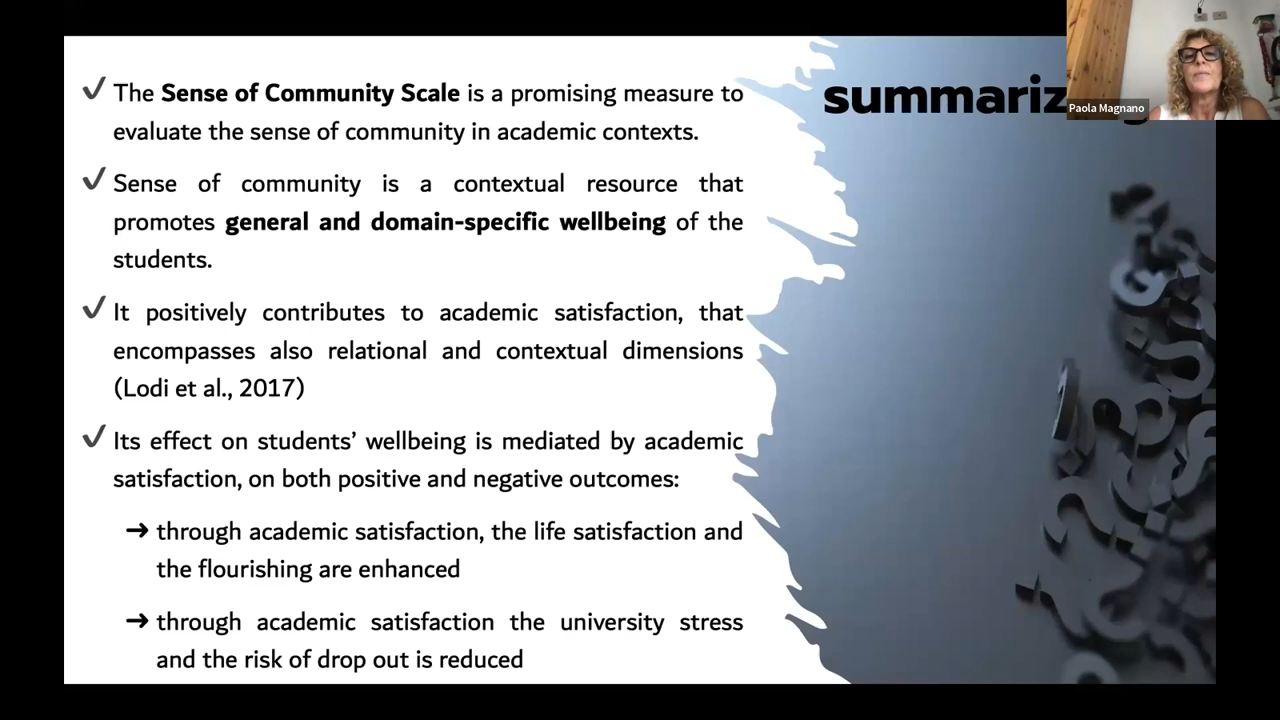 The Sense of Community Scale is a promising measure to
evaluate the sense of community in academic contexts.
Sense of community is a contextual resource that
promotes general and domain-specific wellbeing of the
students.
It positively contributes to academic satisfaction, that
encompasses also relational and contextual dimensions
(Lodi et al., 2017)
Its effect on students’ wellbeing is mediated by academic
satisfaction, on both positive and negative outcomes:
→ through academic satisfaction, the life satisfaction and
the flourishing are enhanced
→ through academic satisfaction the university stress
and the risk of drop out is reduced
Paola Magnano